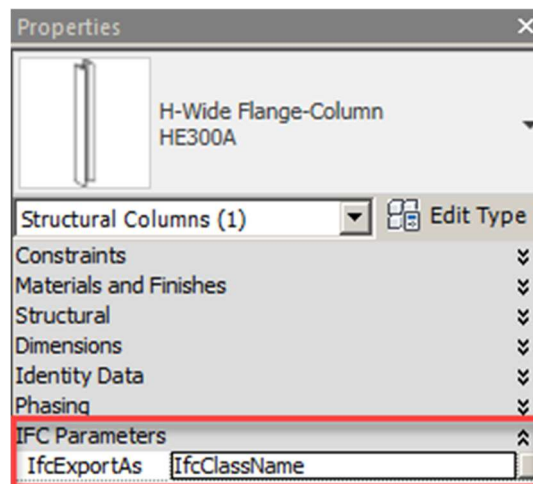 Properties
H-Wide Flange-Column
HE300A
Structural Columns (1)
Edit Type
Constraints
Materials and Finishes
Structural
Dimensions
Identity Data
Phasing
IFC Parameters
IfcExportAs IfcClassName